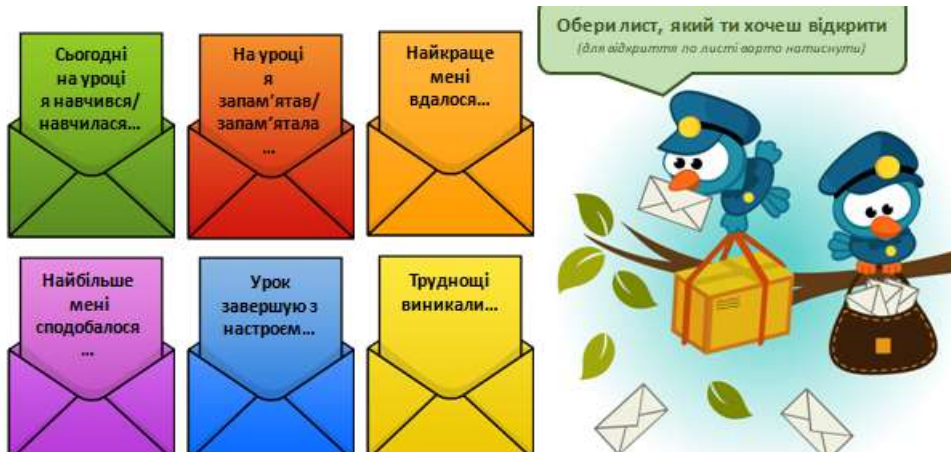 Сьогодні
на уроці
я навчився/
навчилася...
На уроці
я
запам'ятав/
запам'ятала
...
Найкраще
мені
вдалося...
Обери лист, який ти хочеш відкрити
(для відкриття по листі варто натиснути)
Найбільше
мені
сподобалося
...
Урок
завершую з
настроєм...
Труднощі
виникали...